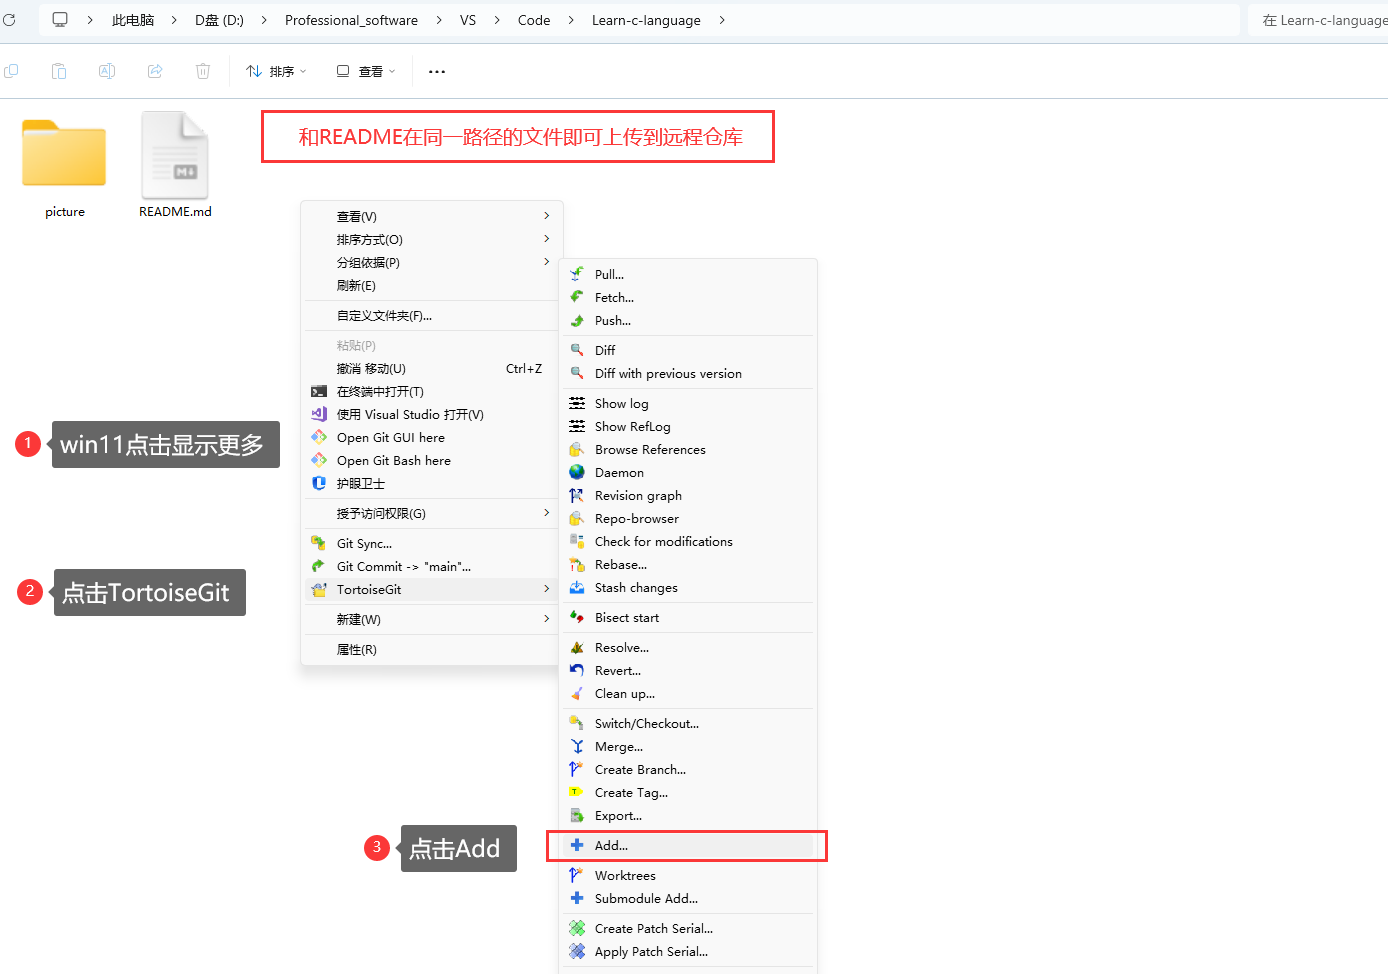 此电脑 > D盘 (D:) > Professional_software > VS > Code > Learn-c-language >
在 Learn-c-language
排序
查看
和README在同一路径的文件即可上传到远程仓库
picture
README.md
查看(V)
排序方式(O)
分组依据(P)
刷新(E)
自定义文件夹(F)...
粘贴(P)
撤消 移动(U) Ctrl+Z
在终端中打开(T)
使用 Visual Studio 打开(V)
Open Git GUI here
Open Git Bash here
护眼卫士
授予访问权限(G)
Git Sync...
Git Commit -> "main"...
TortoiseGit
新建(W)
属性(R)
1
win11点击显示更多
2
点击TortoiseGit
Pull...
Fetch...
Push...
Diff
Diff with previous version
Show log
Show RefLog
Browse References
Daemon
Revision graph
Repo-browser
Check for modifications
Rebase...
Stash changes
Bisect start
Resolve...
Revert...
Clean up...
Switch/Checkout...
Merge...
Create Branch...
Create Tag...
Export...
3
点击Add
Add...
Worktrees
Submodule Add...
Create Patch Serial...
Apply Patch Serial...